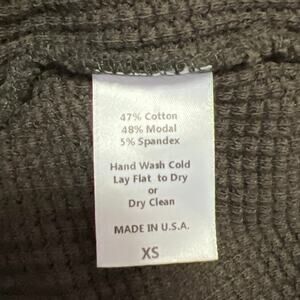 47% Cotton
48% Modal
5% Spandex
Hand Wash Cold
Lay Flat to Dry
or
Dry Clean
MADE IN U.S.A.
XS